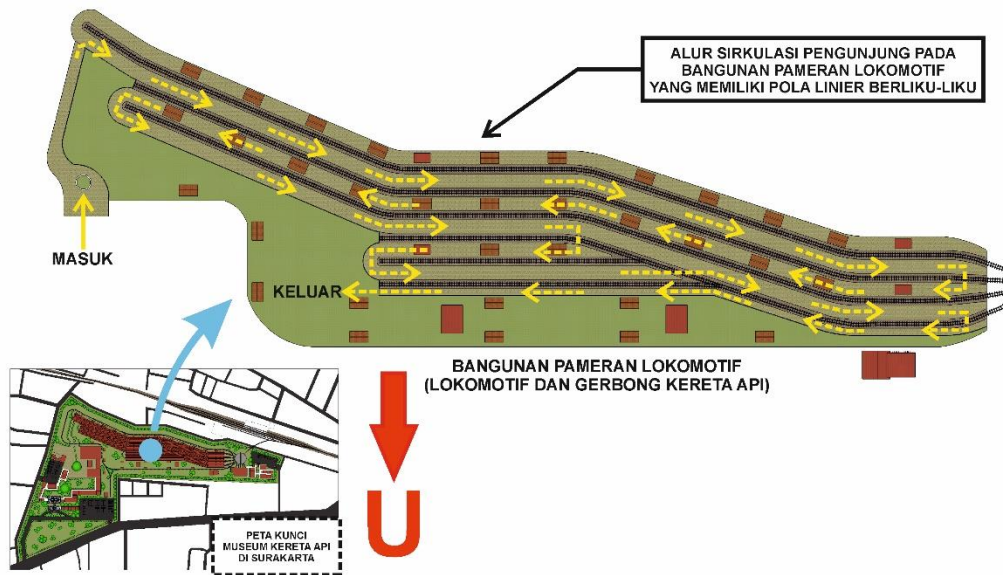 ALUR SIRKULASI PENGUNJUNG PADA
BANGUNAN PAMERAN LOKOMOTIF
YANG MEMILIKI POLA LINIER BERLIKU-LIKU
MASUK
KELUAR
BANGUNAN PAMERAN LOKOMOTIF
(LOKOMOTIF DAN GERBONG KERETA API)
U
PETA KUNCI
MUSEUM KERETA API
DI SURAKARTA